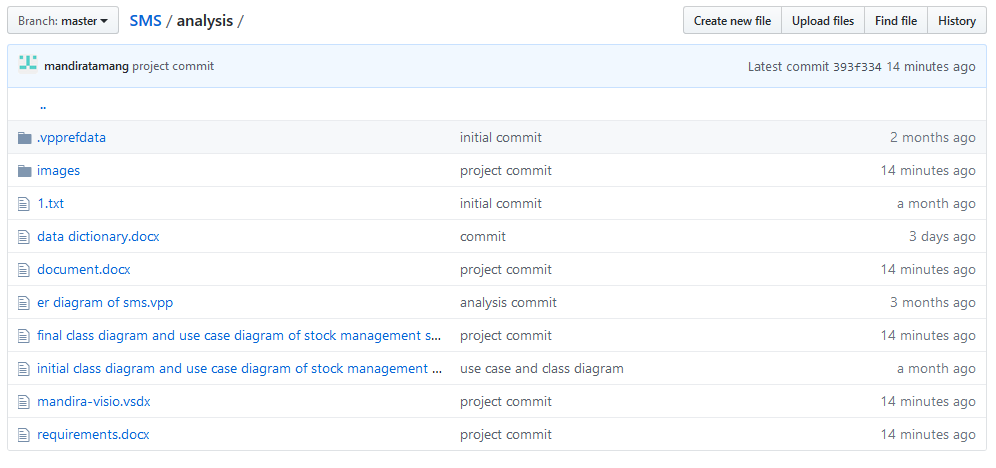 Branch: master SMS / analysis / Create new file Upload files Find file History
mandiratamang project commit Latest commit 393f334 14 minutes ago
..
.vpprefdata initial commit 2 months ago
images project commit 14 minutes ago
1.txt initial commit a month ago
data dictionary.docx commit 3 days ago
document.docx project commit 14 minutes ago
er diagram of sms.vpp analysis commit 3 months ago
final class diagram and use case diagram of stock management s... project commit 14 minutes ago
initial class diagram and use case diagram of stock management ... use case and class diagram a month ago
mandira-visio.vsdx project commit 14 minutes ago
requirements.docx project commit 14 minutes ago